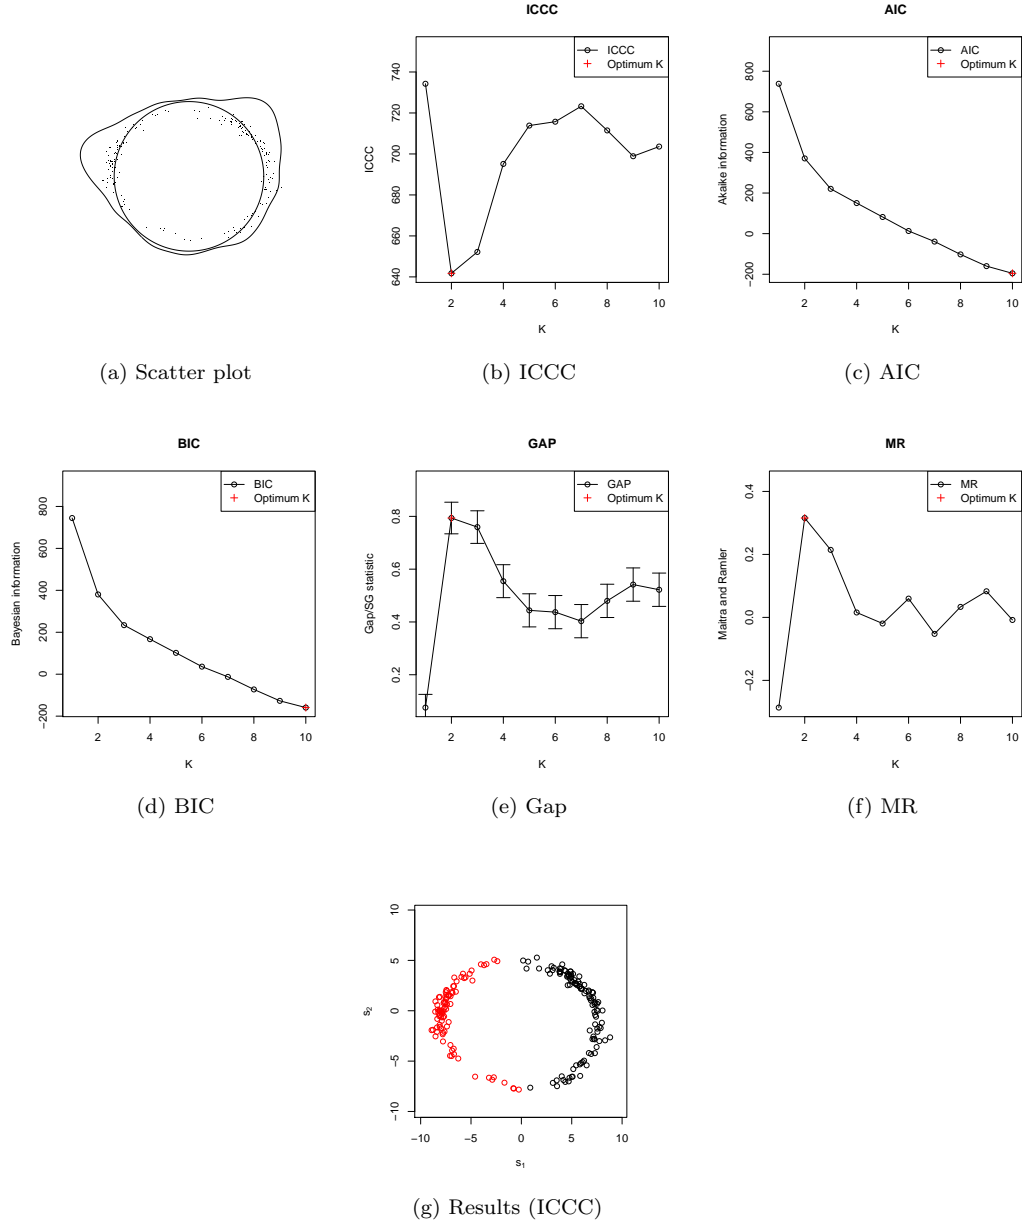 ICCC
AIC
ICCC
Optimum K
AIC
Optimum K
ICCC
640 660 680 700 720 740
2 4 6 8 10
K
Akaike information
−200 0 200 400 600 800
2 4 6 8 10
K
(a) Scatter plot
(b) ICCC
(c) AIC
BIC
GAP
MR
BIC
Optimum K
GAP
Optimum K
MR
Optimum K
Bayesian information
−200 0 200 400 600 800
2 4 6 8 10
K
Gap/SG statistic
0.2 0.4 0.6 0.8
2 4 6 8 10
K
Maitra and Ramler
−0.2 0.0 0.2 0.4
2 4 6 8 10
K
(d) BIC
(e) Gap
(f) MR
s₂
−10 −5 0 5 10
−10 −5 0 5 10
s₁
(g) Results (ICCC)